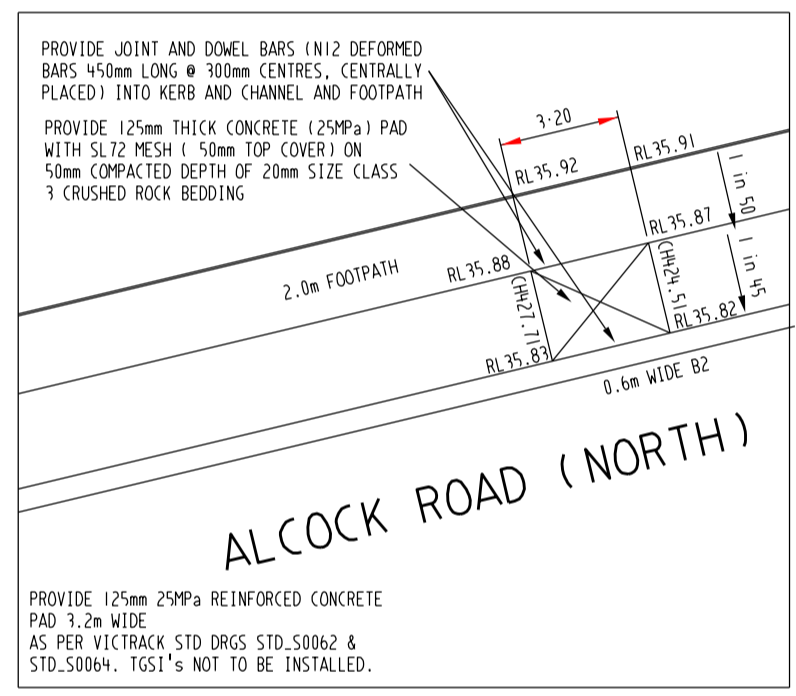 PROVIDE JOINT AND DOWEL BARS (N12 DEFORMED
BARS 450mm LONG @ 300mm CENTRES, CENTRALLY
PLACED) INTO KERB AND CHANNEL AND FOOTPATH
PROVIDE 125mm THICK CONCRETE (25MPa) PAD
WITH SL72 MESH ( 50mm TOP COVER) ON
50mm COMPACTED DEPTH OF 20mm SIZE CLASS
3 CRUSHED ROCK BEDDING
3·20
RL35.92
RL35.91
1 in 50
RL35.88
RL35.87
1 in 45
2.0m FOOTPATH
CH427.71
CH424.51
RL35.83
RL35.82
0.6m WIDE B2
ALCOCK ROAD (NORTH)
PROVIDE 125mm 25MPa REINFORCED CONCRETE
PAD 3.2m WIDE
AS PER VICTRACK STD DRGS STD_S0062 &
STD_S0064. TGSI's NOT TO BE INSTALLED.